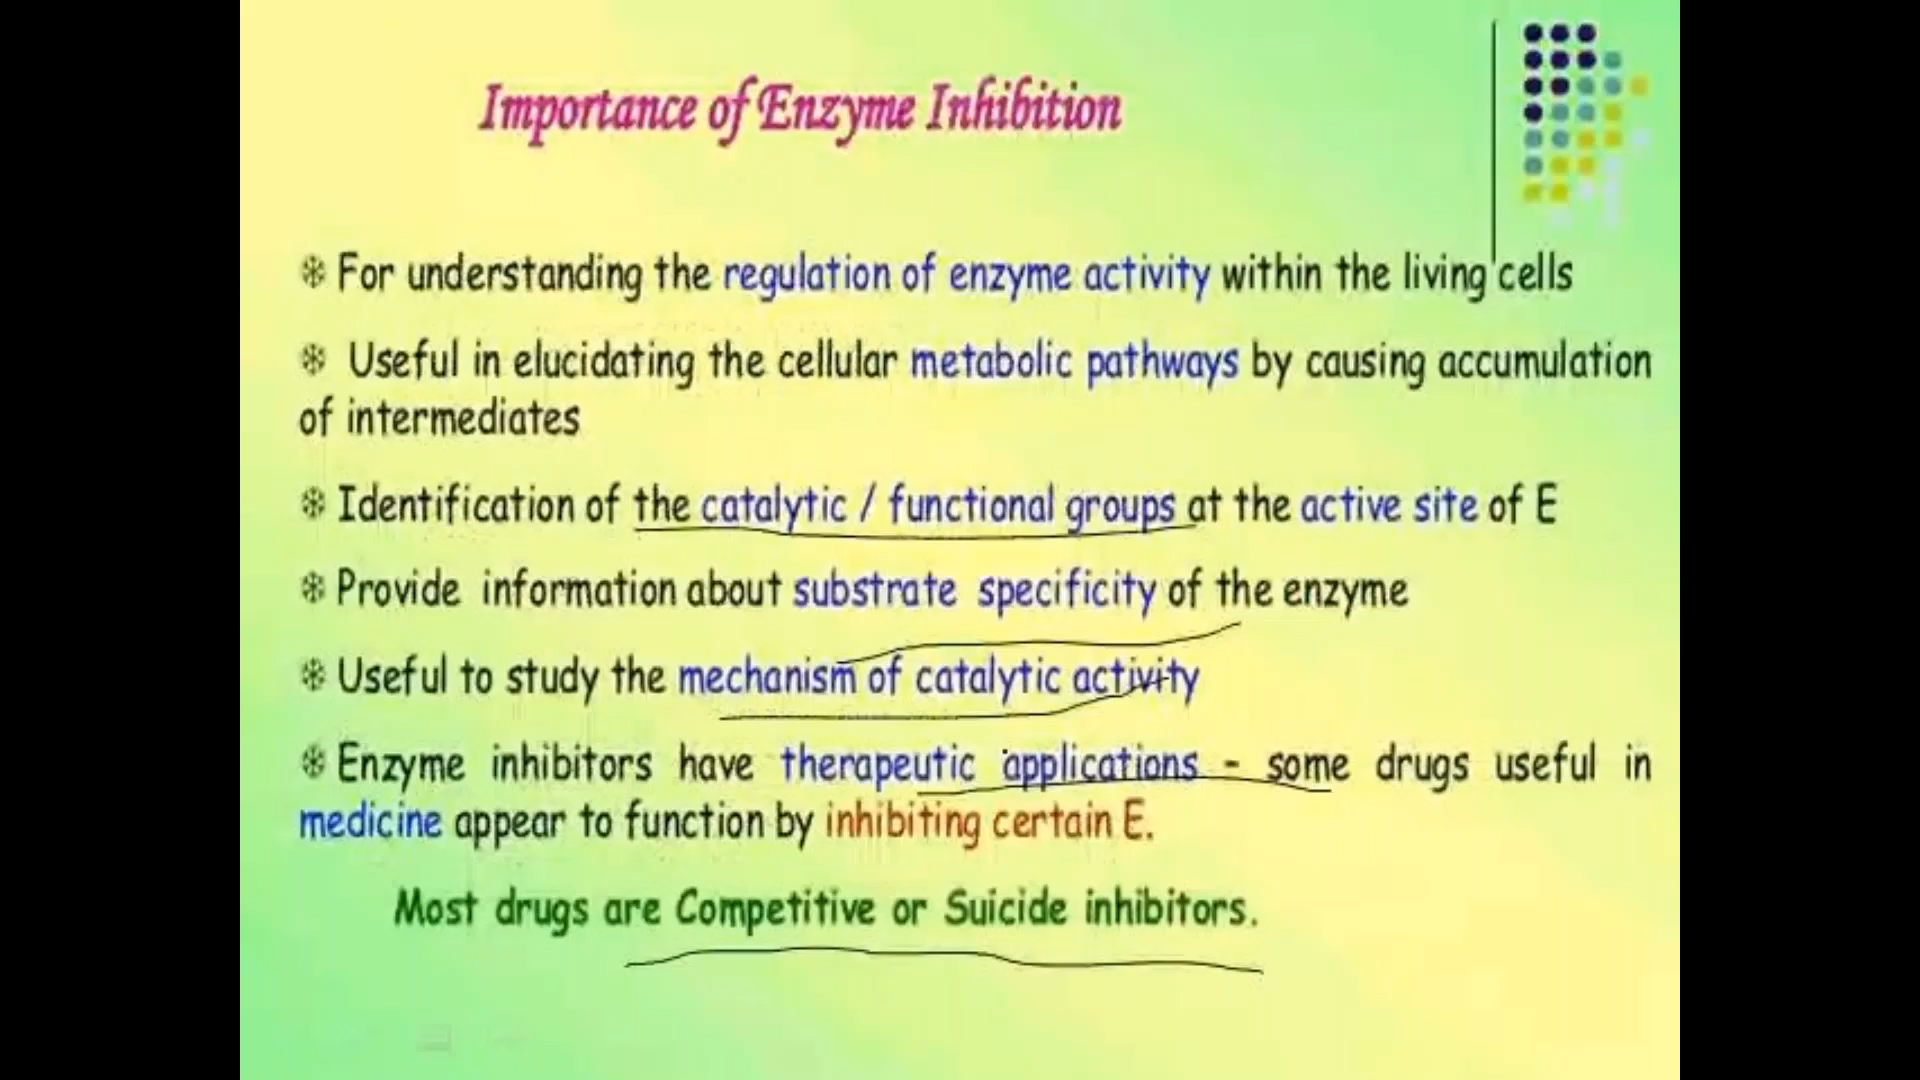 Importance of Enzyme Inhibition
❄ For understanding the regulation of enzyme activity within the living cells
❄ Useful in elucidating the cellular metabolic pathways by causing accumulation
of intermediates
❄ Identification of the catalytic / functional groups at the active site of E
❄ Provide information about substrate specificity of the enzyme
❄ Useful to study the mechanism of catalytic activity
❄ Enzyme inhibitors have therapeutic applications - some drugs useful in
medicine appear to function by inhibiting certain E.
Most drugs are Competitive or Suicide inhibitors.